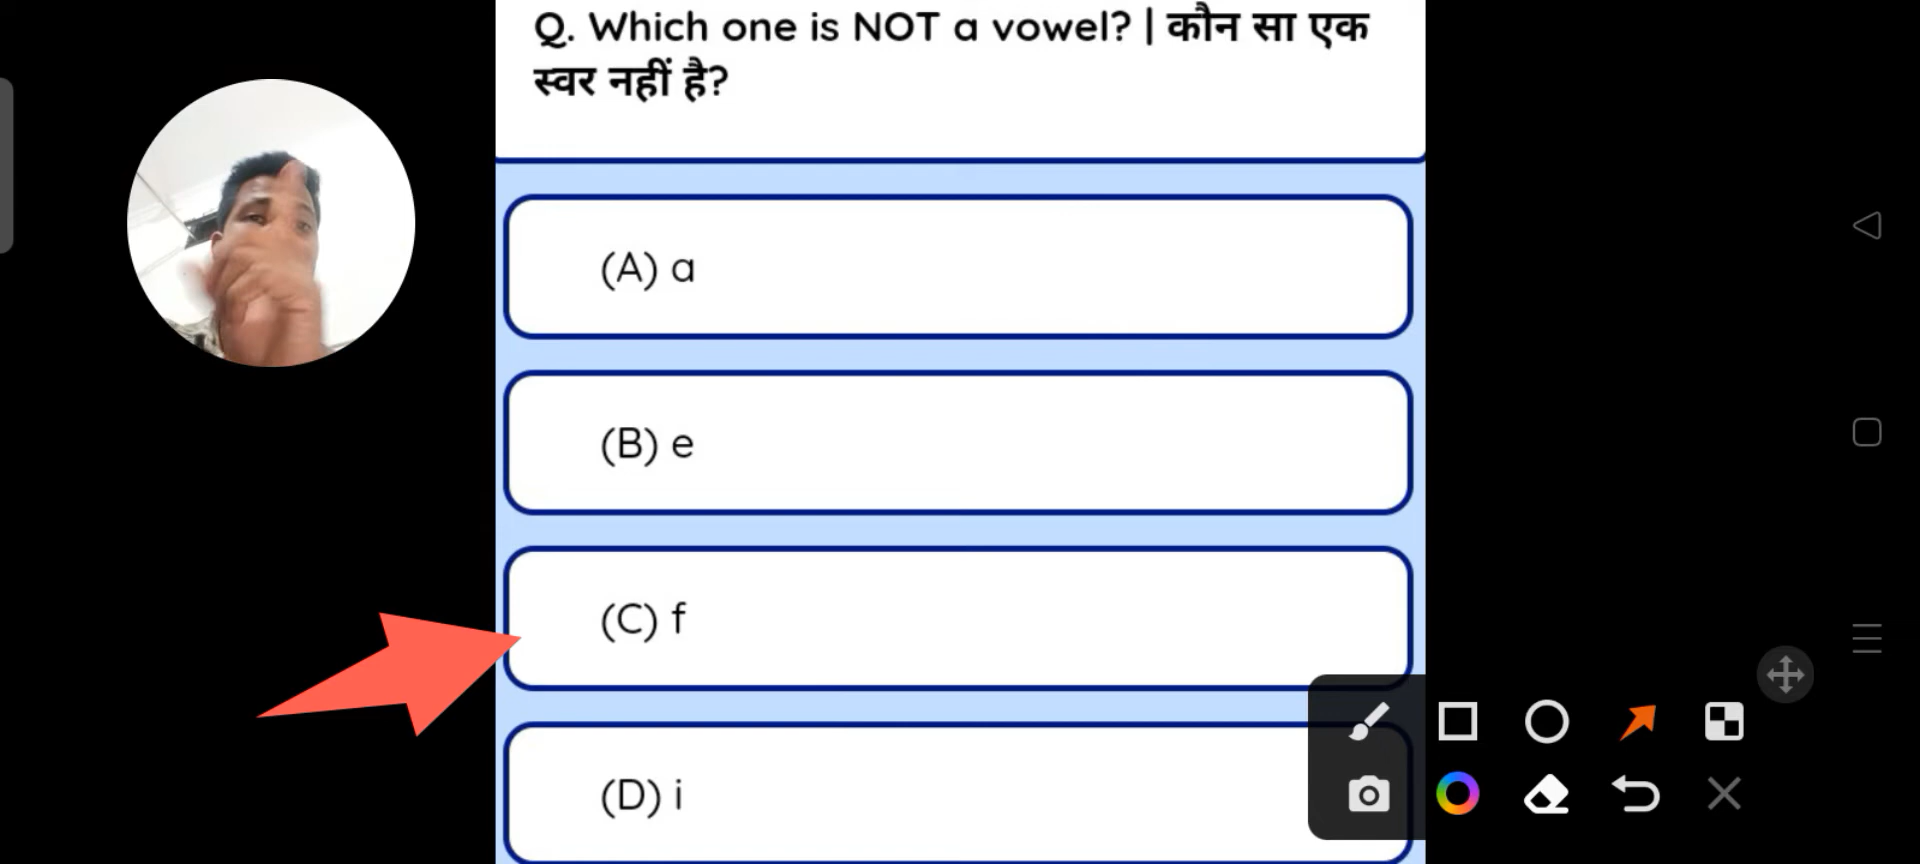 Q. Which one is NOT a vowel? | कौन सा एक
स्वर नहीं है?
(A) a
(B) e
(C) f
(D) i